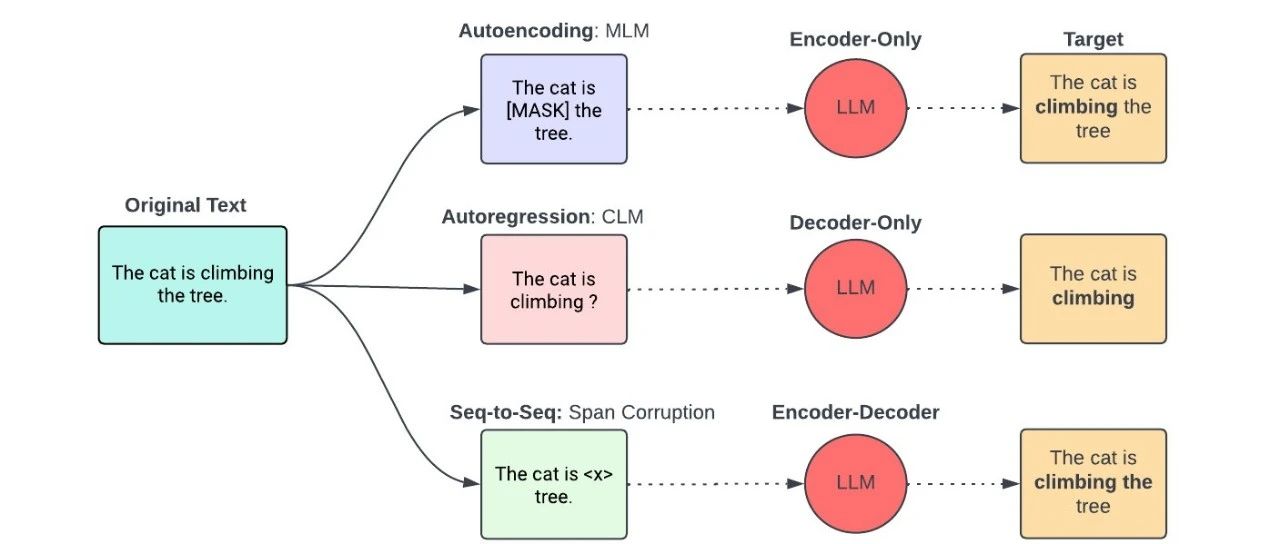 Autoencoding: MLM
Encoder-Only
Target
The cat is
[MASK] the
tree.
LLM
The cat is
climbing the
tree
Original Text
The cat is climbing
the tree.
Autoregression: CLM
Decoder-Only
The cat is
climbing ?
LLM
The cat is
climbing
Seq-to-Seq: Span Corruption
Encoder-Decoder
The cat is <x>
tree.
LLM
The cat is
climbing the
tree